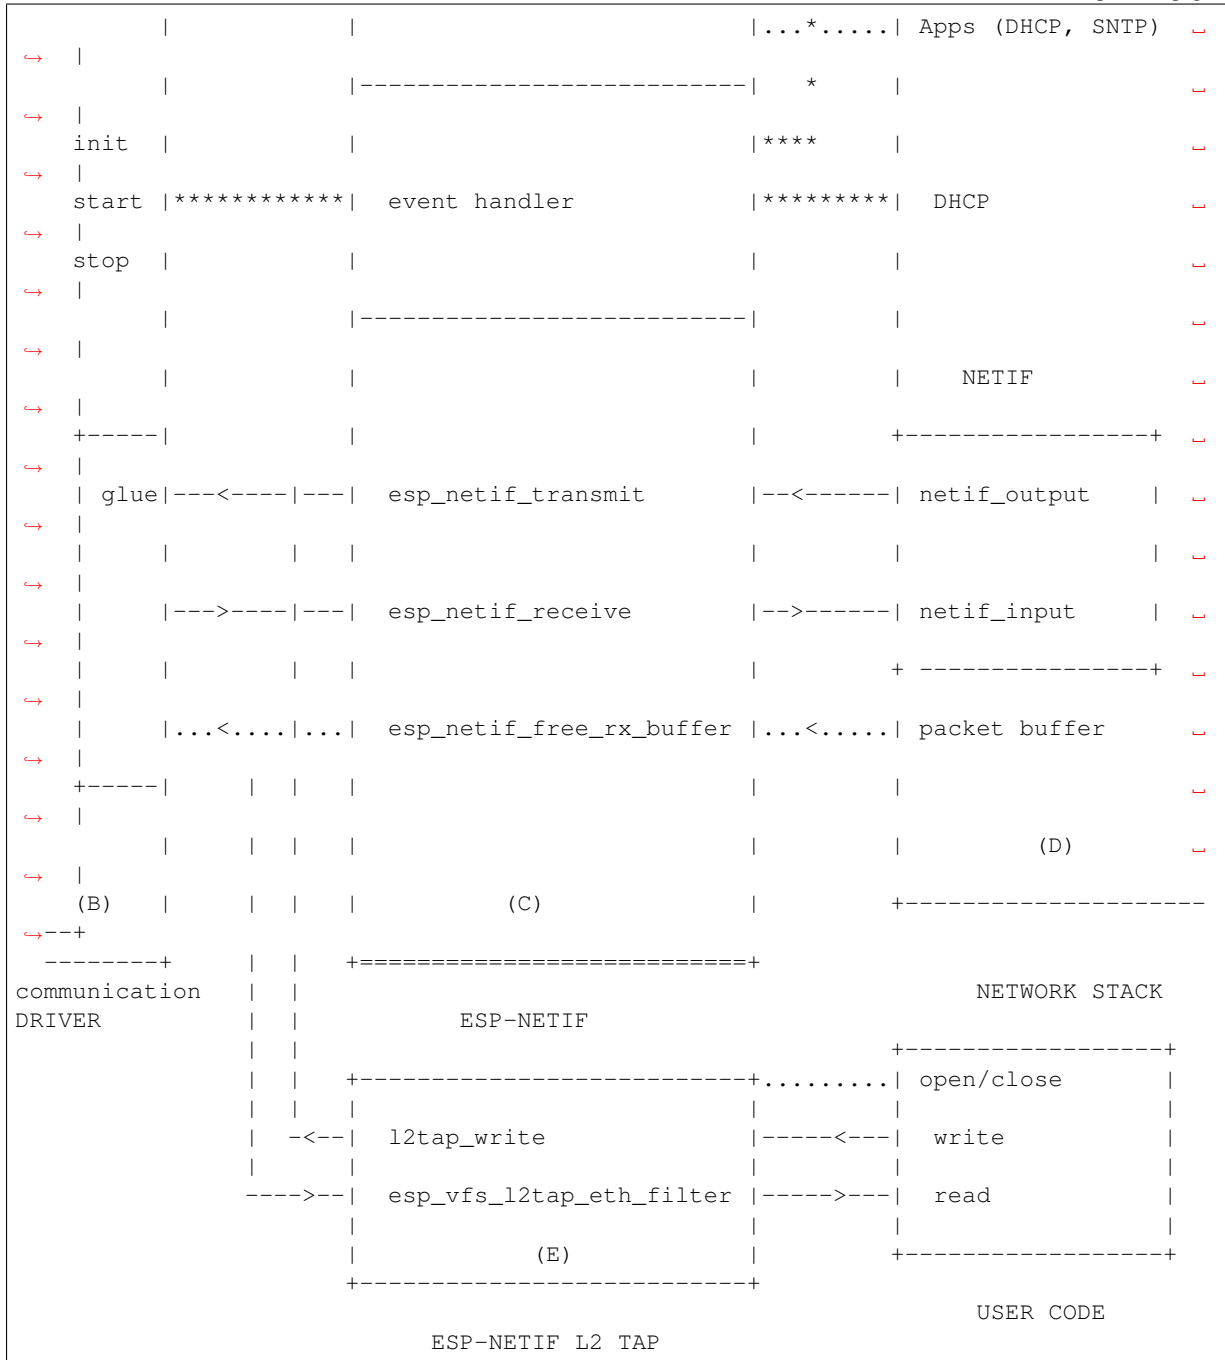 | | |...*.....| Apps (DHCP, SNTP) ␣
↪ |
| |---------------------------| * | ␣
↪ |
init | | |**** | ␣
↪ |
start |************| event handler |*********| DHCP ␣
↪ |
stop | | | | ␣
↪ |
| |---------------------------| | ␣
↪ |
| | | | NETIF ␣
↪ |
+-----| | | +-----------------+ ␣
↪ |
| glue|---<----|---| esp_netif_transmit |--<------| netif_output | ␣
↪ |
| | | | | | | ␣
↪ |
| |--->----|---| esp_netif_receive |-->------| netif_input | ␣
↪ |
| | | | | + ----------------+ ␣
↪ |
| |...<....|...| esp_netif_free_rx_buffer |...<.....| packet buffer ␣
↪ |
+-----| | | | | | ␣
↪ |
| | | | | | (D) ␣
↪ |
(B) | | | | (C) | +---------------------
↪--+
--------+ | | +===========================+
communication | | NETWORK STACK
DRIVER | | ESP-NETIF
| | +------------------+
| | +---------------------------+.........| open/close |
| | | | | |
| -<--| l2tap_write |-----<---| write |
| | | | |
---->--| esp_vfs_l2tap_eth_filter |----->---| read |
| | | |
| (E) | +------------------+
+---------------------------+
USER CODE
ESP-NETIF L2 TAP